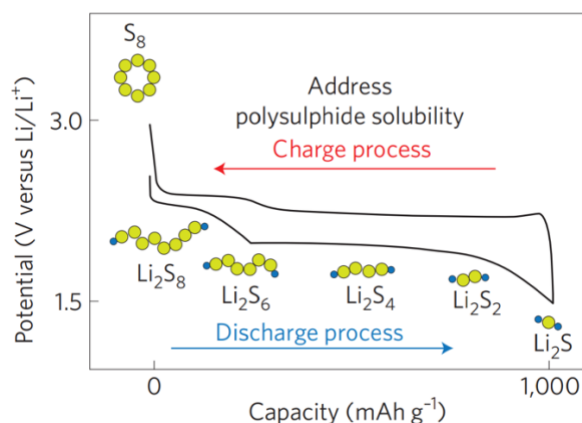 S₈
Address
polysulphide solubility
Charge process
3.0
Potential (V versus Li/Li⁺)
Li₂S₈
Li₂S₆
Li₂S₄
Li₂S₂
Li₂S
1.5
Discharge process
0
1,000
Capacity (mAh g⁻¹)